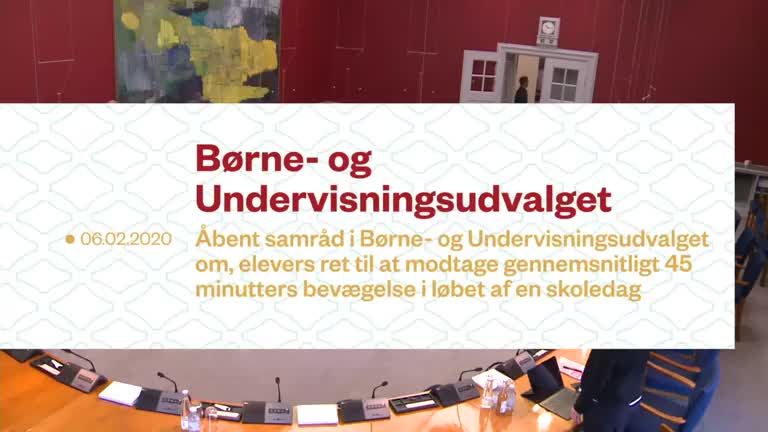 Børne- og
Undervisningsudvalget
06.02.2020
Åbent samråd i Børne- og Undervisningsudvalget
om, elevers ret til at modtage gennemsnitligt 45
minutters bevægelse i løbet af en skoledag